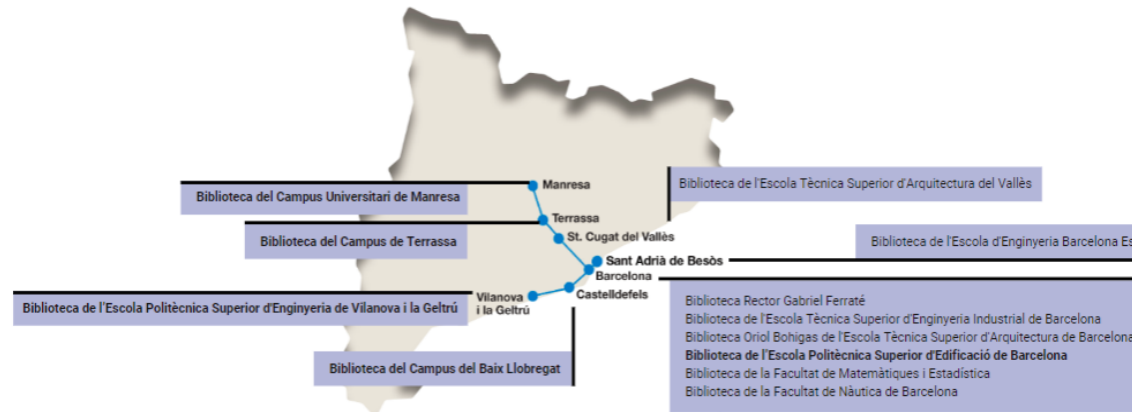 Manresa
Biblioteca del Campus Universitari de Manresa
Biblioteca de l'Escola Tècnica Superior d'Arquitectura del Vallès
Terrassa
Biblioteca del Campus de Terrassa
St. Cugat del Vallès
Biblioteca de l'Escola d'Enginyeria Barcelona
Sant Adrià de Besòs
Barcelona
Castelldefels
Vilanova
i la Geltrú
Biblioteca de l'Escola Politècnica Superior d'Enginyeria de Vilanova i la Geltrú
Biblioteca Rector Gabriel Ferraté
Biblioteca de l'Escola Tècnica Superior d'Enginyeria Industrial de Barcelona
Biblioteca Oriol Bohigas de l'Escola Tècnica Superior d'Arquitectura de Barcelona
Biblioteca de l'Escola Politècnica Superior d'Edificació de Barcelona
Biblioteca de la Facultat de Matemàtiques i Estadística
Biblioteca de la Facultat de Nàutica de Barcelona
Biblioteca del Campus del Baix Llobregat